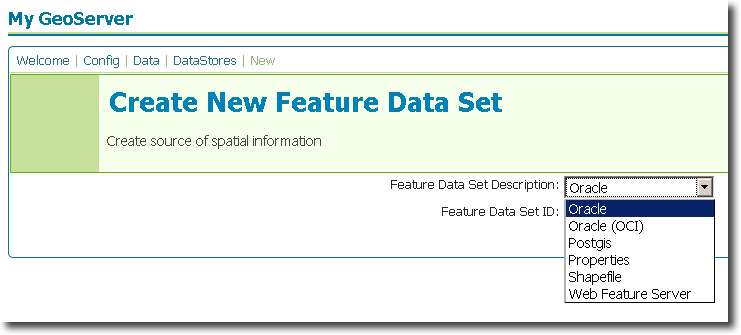 My GeoServer
Welcome | Config | Data | DataStores | New
Create New Feature Data Set
Create source of spatial information
Feature Data Set Description: Oracle
Feature Data Set ID:
Oracle
Oracle (OCI)
Postgis
Properties
Shapefile
Web Feature Server